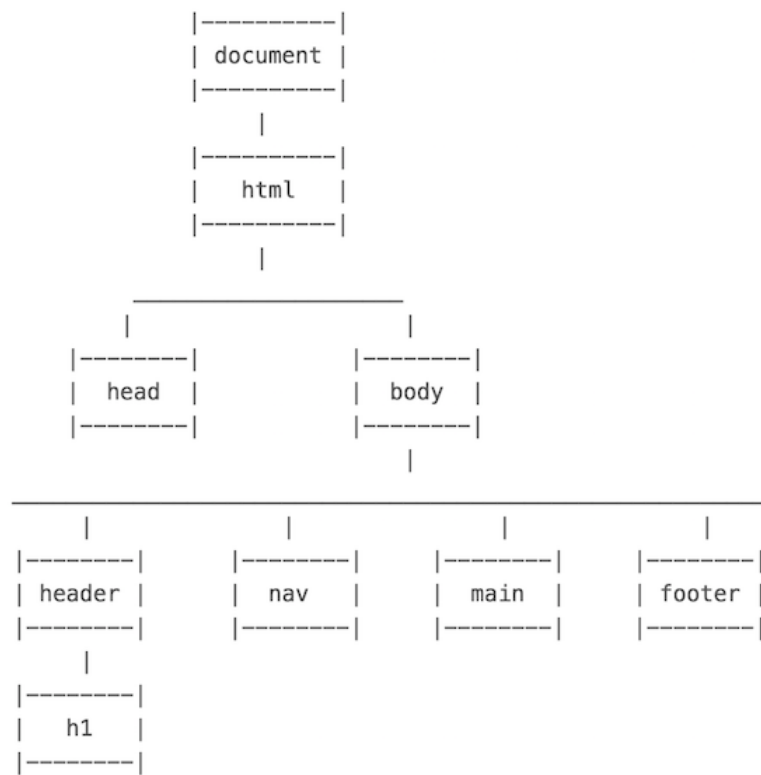 document
html
head body
header nav main footer
h1